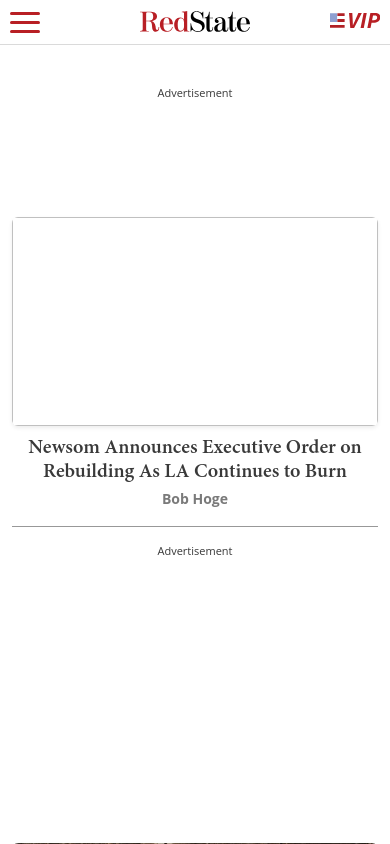 RedState
VIP
Advertisement
Newsom Announces Executive Order on
Rebuilding As LA Continues to Burn
Bob Hoge
Advertisement